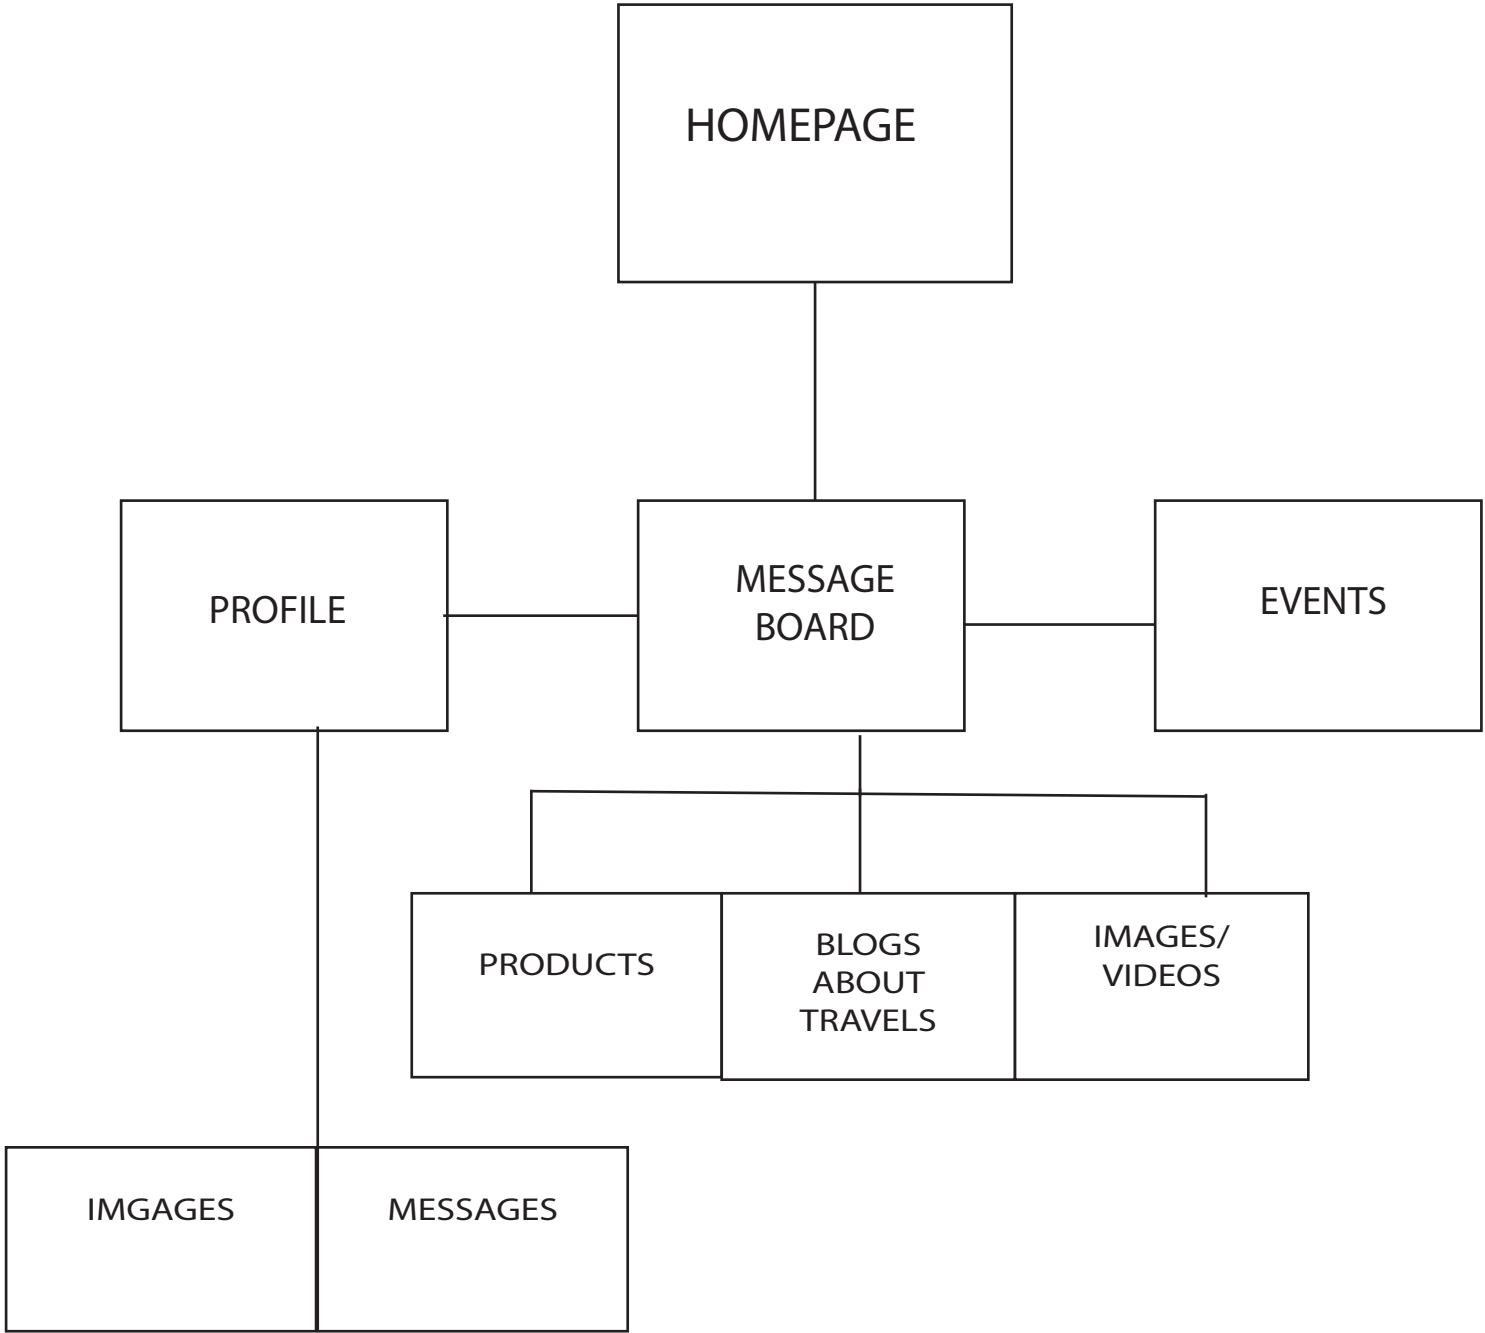 HOMEPAGE
PROFILE
MESSAGE
BOARD
EVENTS
PRODUCTS
BLOGS
ABOUT
TRAVELS
IMAGES/
VIDEOS
IMGAGES
MESSAGES